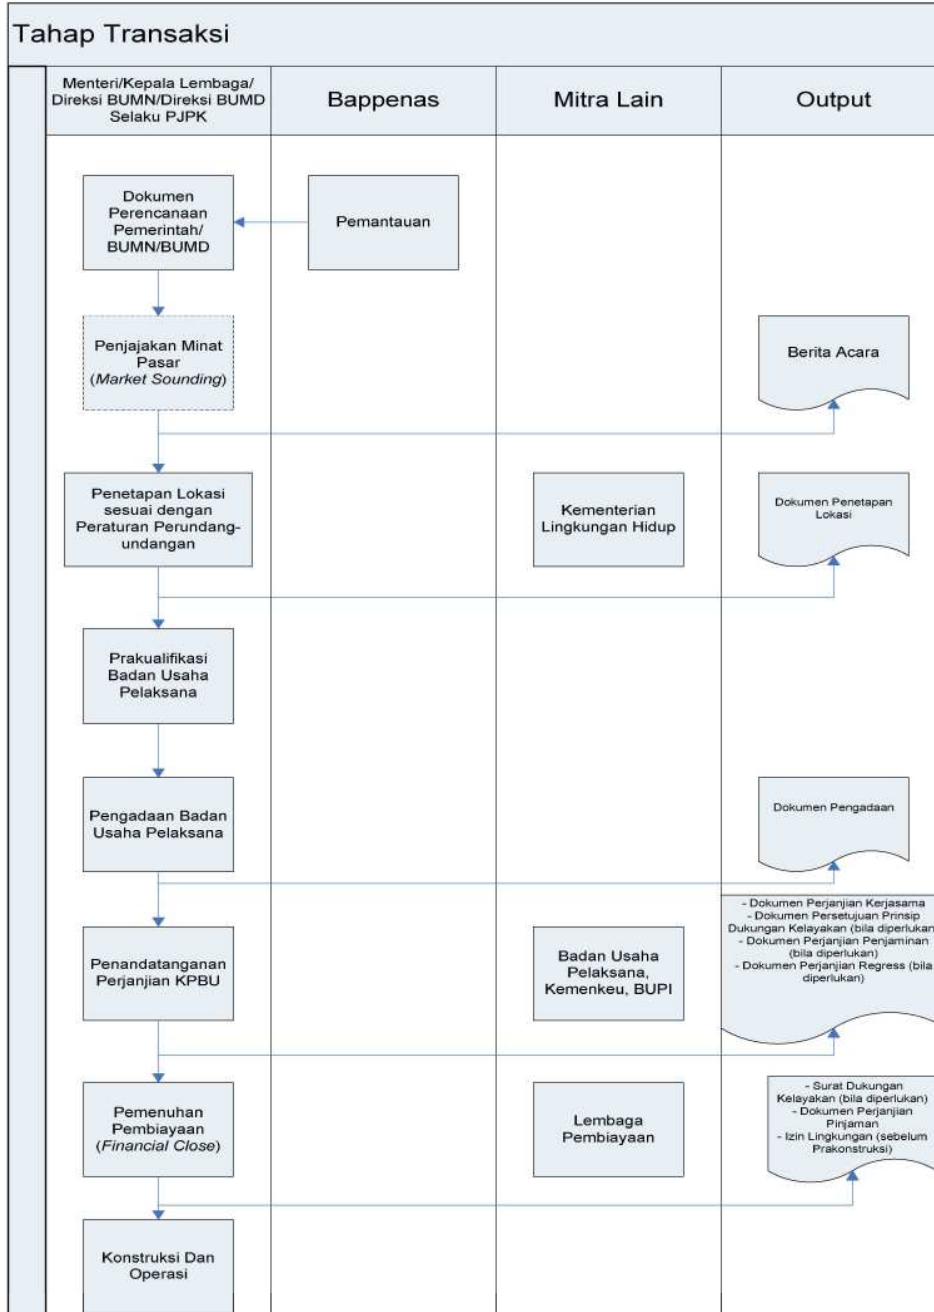 Tahap Transaksi
Menteri/Kepala Lembaga/
Direksi BUMN/Direksi BUMD
Selaku PJPK
Bappenas
Mitra Lain
Output
Dokumen
Perencanaan
Pemerintah/
BUMN/BUMD
Pemantauan
Penjajakan Minat
Pasar
(Market Sounding)
Berita Acara
Penetapan Lokasi
sesuai dengan
Peraturan Perundang-
undangan
Kementerian
Lingkungan Hidup
Dokumen Penetapan
Lokasi
Prakualifikasi
Badan Usaha
Pelaksana
Pengadaan Badan
Usaha Pelaksana
Dokumen Pengadaan
Penandatanganan
Perjanjian KPBU
Badan Usaha
Pelaksana,
Kemenkeu, BUPI
- Dokumen Perjanjian Kerjasama
- Dokumen Persetujuan Prinsip
Dukungan Kelayakan (bila diperlukan
- Dokumen Perjanjian Penjaminan
(bila diperlukan)
- Dokumen Perjanjian Regress (bila
diperlukan)
Pemenuhan
Pembiayaan
(Financial Close)
Lembaga
Pembiayaan
- Surat Dukungan
Kelayakan (bila diperlukan)
- Dokumen Perjanjian
Pinjaman
- Izin Lingkungan (sebelum
Prakonstruksi)
Konstruksi Dan
Operasi